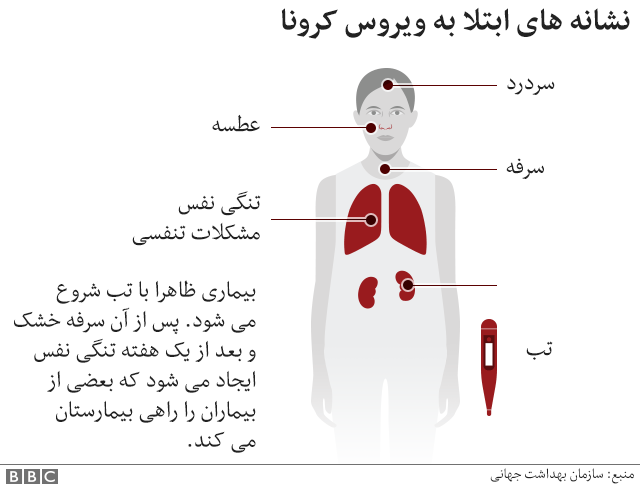 نشانه های ابتلا به ویروس کرونا
سردرد
عطسه
سرفه
تنگی نفس
مشکلات تنفسی
بیماری ظاهرا با تب شروع
می شود. پس از آن سرفه خشک
و بعد از یک هفته تنگی نفس
ایجاد می شود که بعضی از
بیماران را راهی بیمارستان
می کند.
تب
منبع: سازمان بهداشت جهانی
BBC